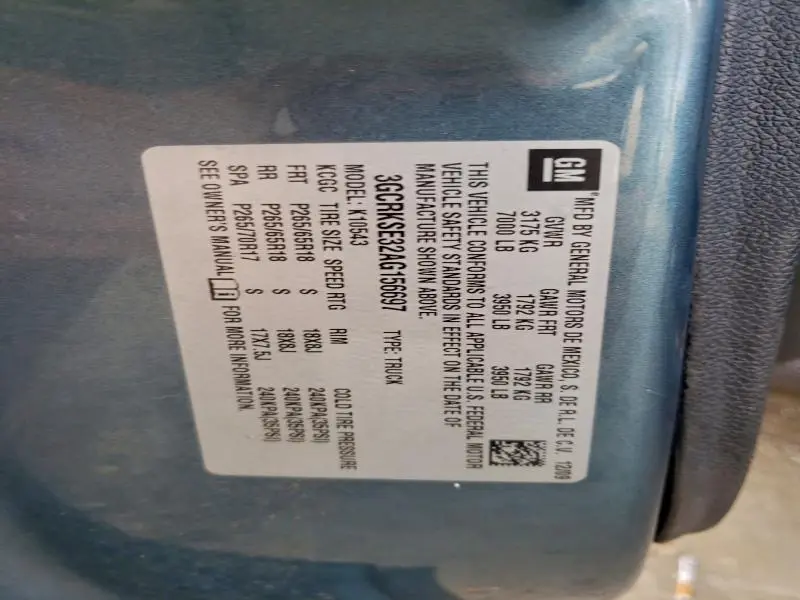 GM
®MFD BY GENERAL MOTORS DE MEXICO, S. DE R.L. DE C.V. 12/09
GVWR GAWR FRT GAWR RR
3175 KG 1792 KG 1792 KG
7000 LB 3950 LB 3950 LB
THIS VEHICLE CONFORMS TO ALL APPLICABLE U.S. FEDERAL MOTOR
VEHICLE SAFETY STANDARDS IN EFFECT ON THE DATE OF
MANUFACTURE SHOWN ABOVE.
3GCRKSE32AG156697 TYPE: TRUCK
MODEL: K10543
KCGC TIRE SIZE SPEED RTG RIM COLD TIRE PRESSURE
FRT P265/65R18 S 18X8J 240KPA(35PSI)
RR P265/65R18 S 18X8J 240KPA(35PSI)
SPA P265/70R17 S 17X7.5J 240KPA(35PSI)
SEE OWNER'S MANUAL FOR MORE INFORMATION.